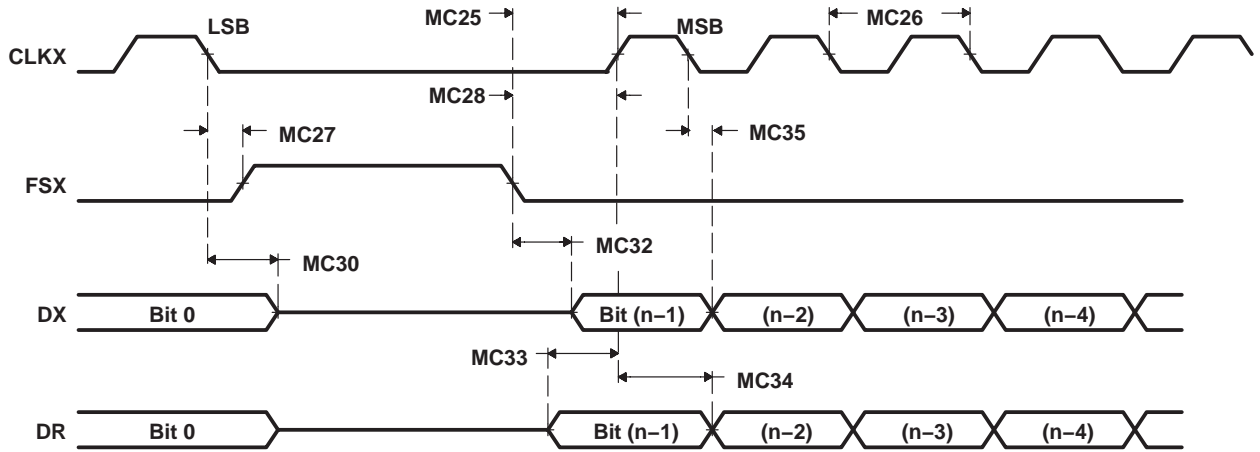 MC25
LSB
MSB
MC26
CLKX
MC28
MC27
MC35
FSX
MC30
MC32
DX
Bit 0
Bit (n−1)
(n−2)
(n−3)
(n−4)
MC33
MC34
DR
Bit 0
Bit (n−1)
(n−2)
(n−3)
(n−4)